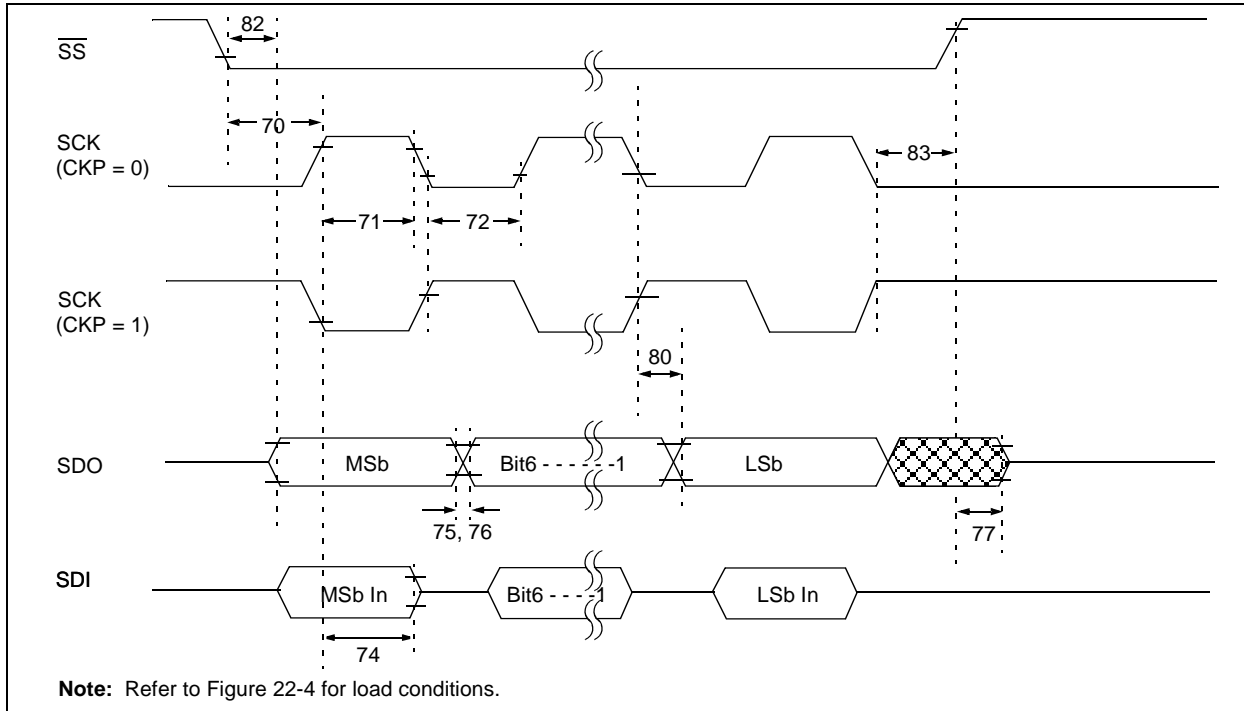 82
SS
70
SCK
(CKP = 0)
83
71
72
SCK
(CKP = 1)
80
SDO
MSb
Bit6 - - - - - -1
LSb
75, 76
77
SDI
MSb In
Bit6 - - - -1
LSb In
74
Note: Refer to Figure 22-4 for load conditions.